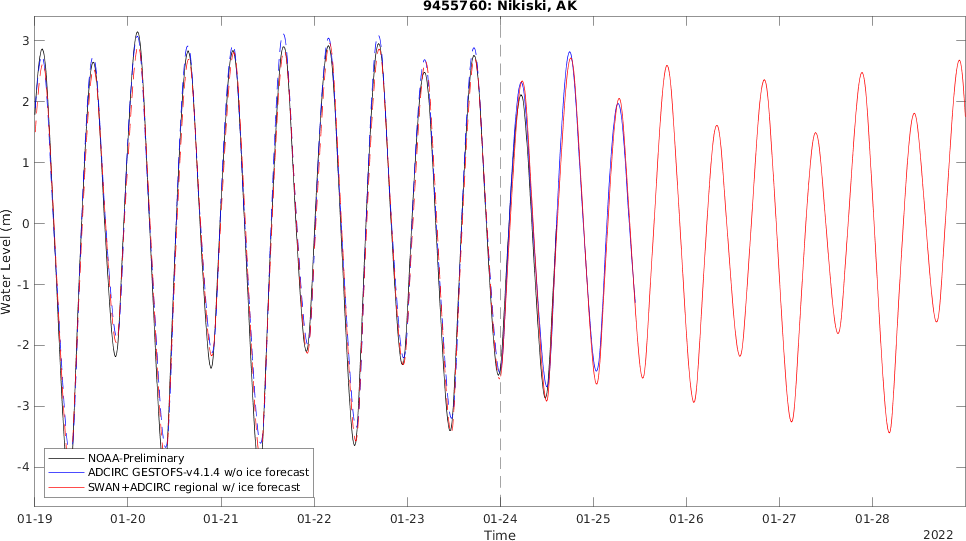 9455760: Nikiski, AK
Water Level (m)
3
2
1
0
-1
-2
-3
-4
NOAA-Preliminary
ADCIRC GESTOFS-v4.1.4 w/o ice forecast
SWAN+ADCIRC regional w/ ice forecast
01-19 01-20 01-21 01-22 01-23 01-24 01-25 01-26 01-27 01-28
Time
2022